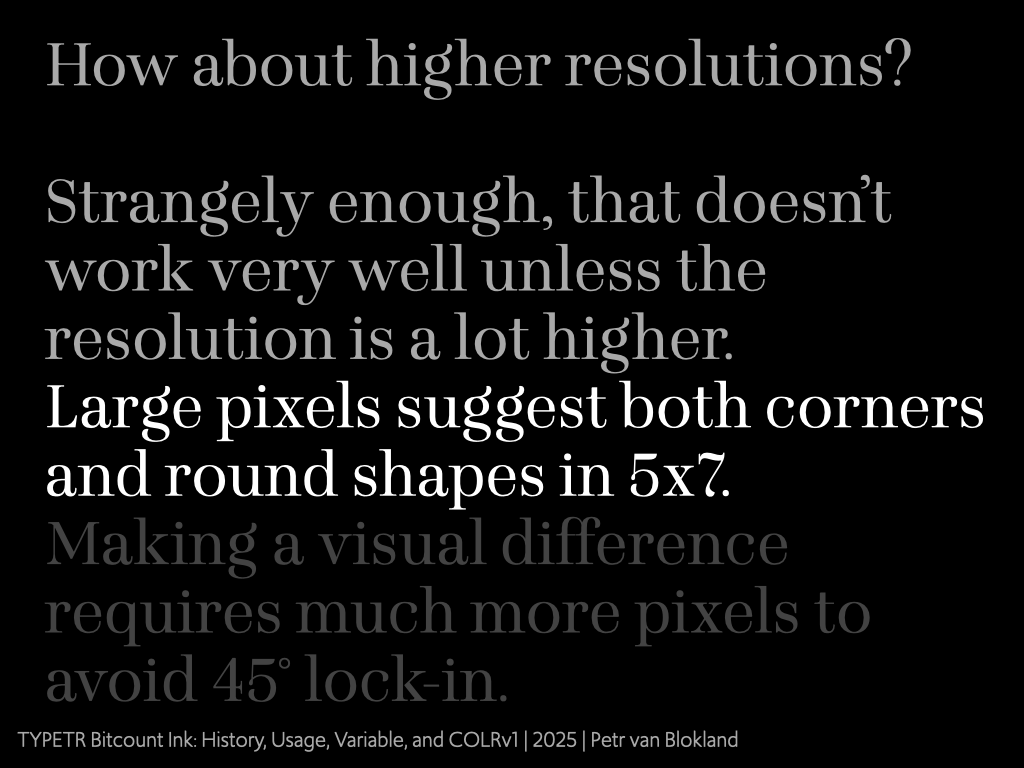 How about higher resolutions?
Strangely enough, that doesn’t
work very well unless the
resolution is a lot higher.
Large pixels suggest both corners
and round shapes in 5x7.
Making a visual difference
requires much more pixels to
avoid 45° lock-in.
TYPETR Bitcount Ink: History, Usage, Variable, and COLRv1 | 2025 | Petr van Blokland